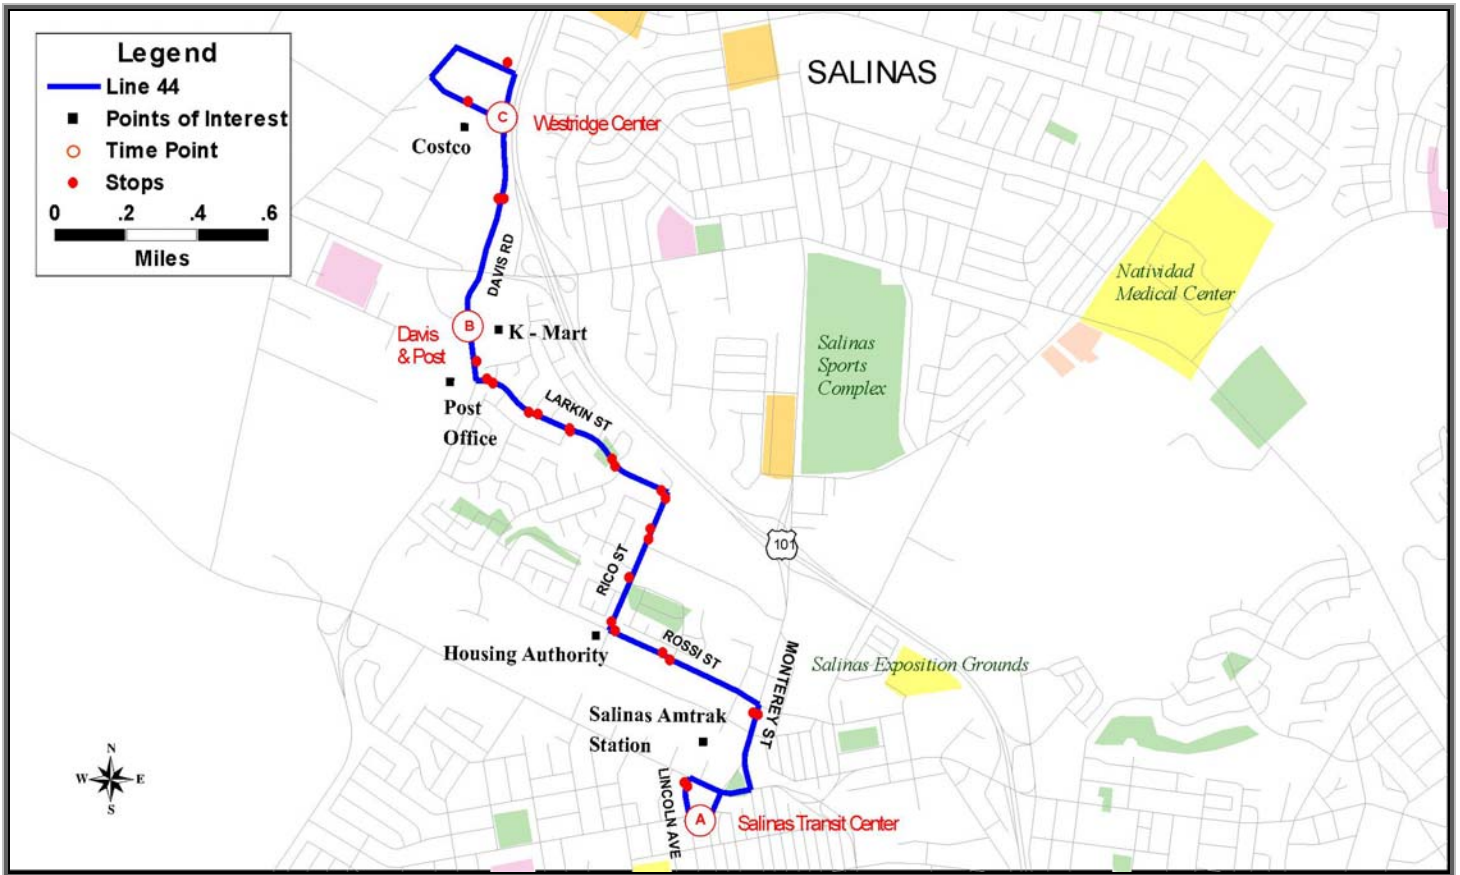 Legend
Line 44
Points of Interest
Time Point
Stops
0 .2 .4 .6
Miles
SALINAS
C
Westridge Center
Costco
DAVIS RD
B
Davis
& Post
K - Mart
Post
Office
LARKIN ST
Salinas
Sports
Complex
Natividad
Medical Center
101
RICO ST
Housing Authority
ROSSI ST
MONTEREY ST
Salinas Exposition Grounds
Salinas Amtrak
Station
LINCOLN AVE
A
Salinas Transit Center
N
W E
S